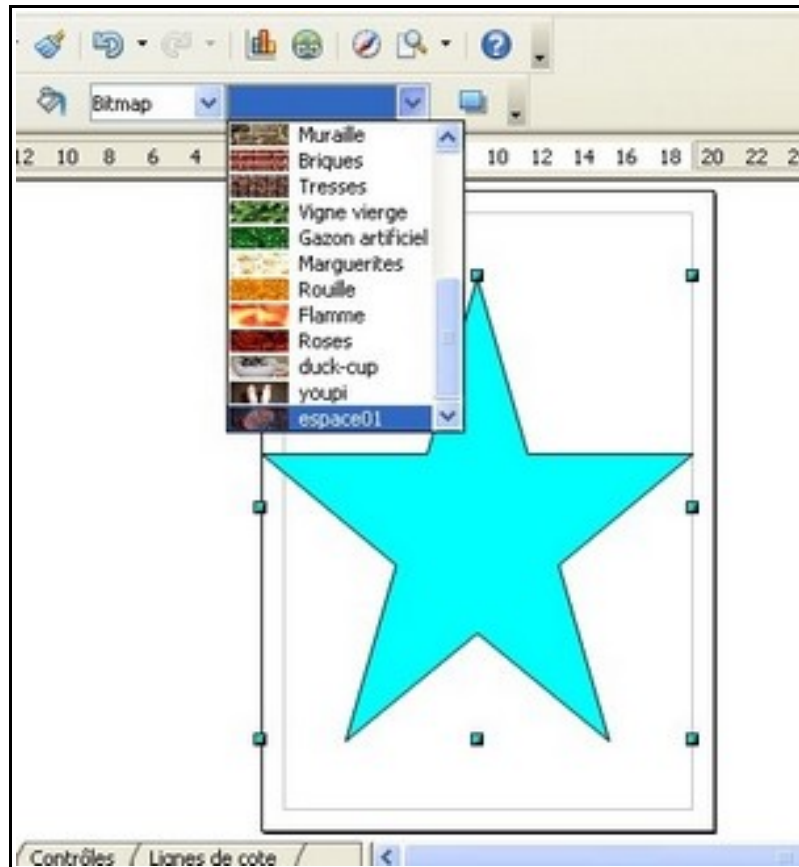 Bitmap
Muraille
12 10 8 6 4 10 12 14 16 18 20 22 2
Briques
Tresses
Vigne vierge
Gazon artificiel
Marguerites
Rouille
Flamme
Roses
duck-cup
youpi
espace01
Contrôles / Lignes de cote /